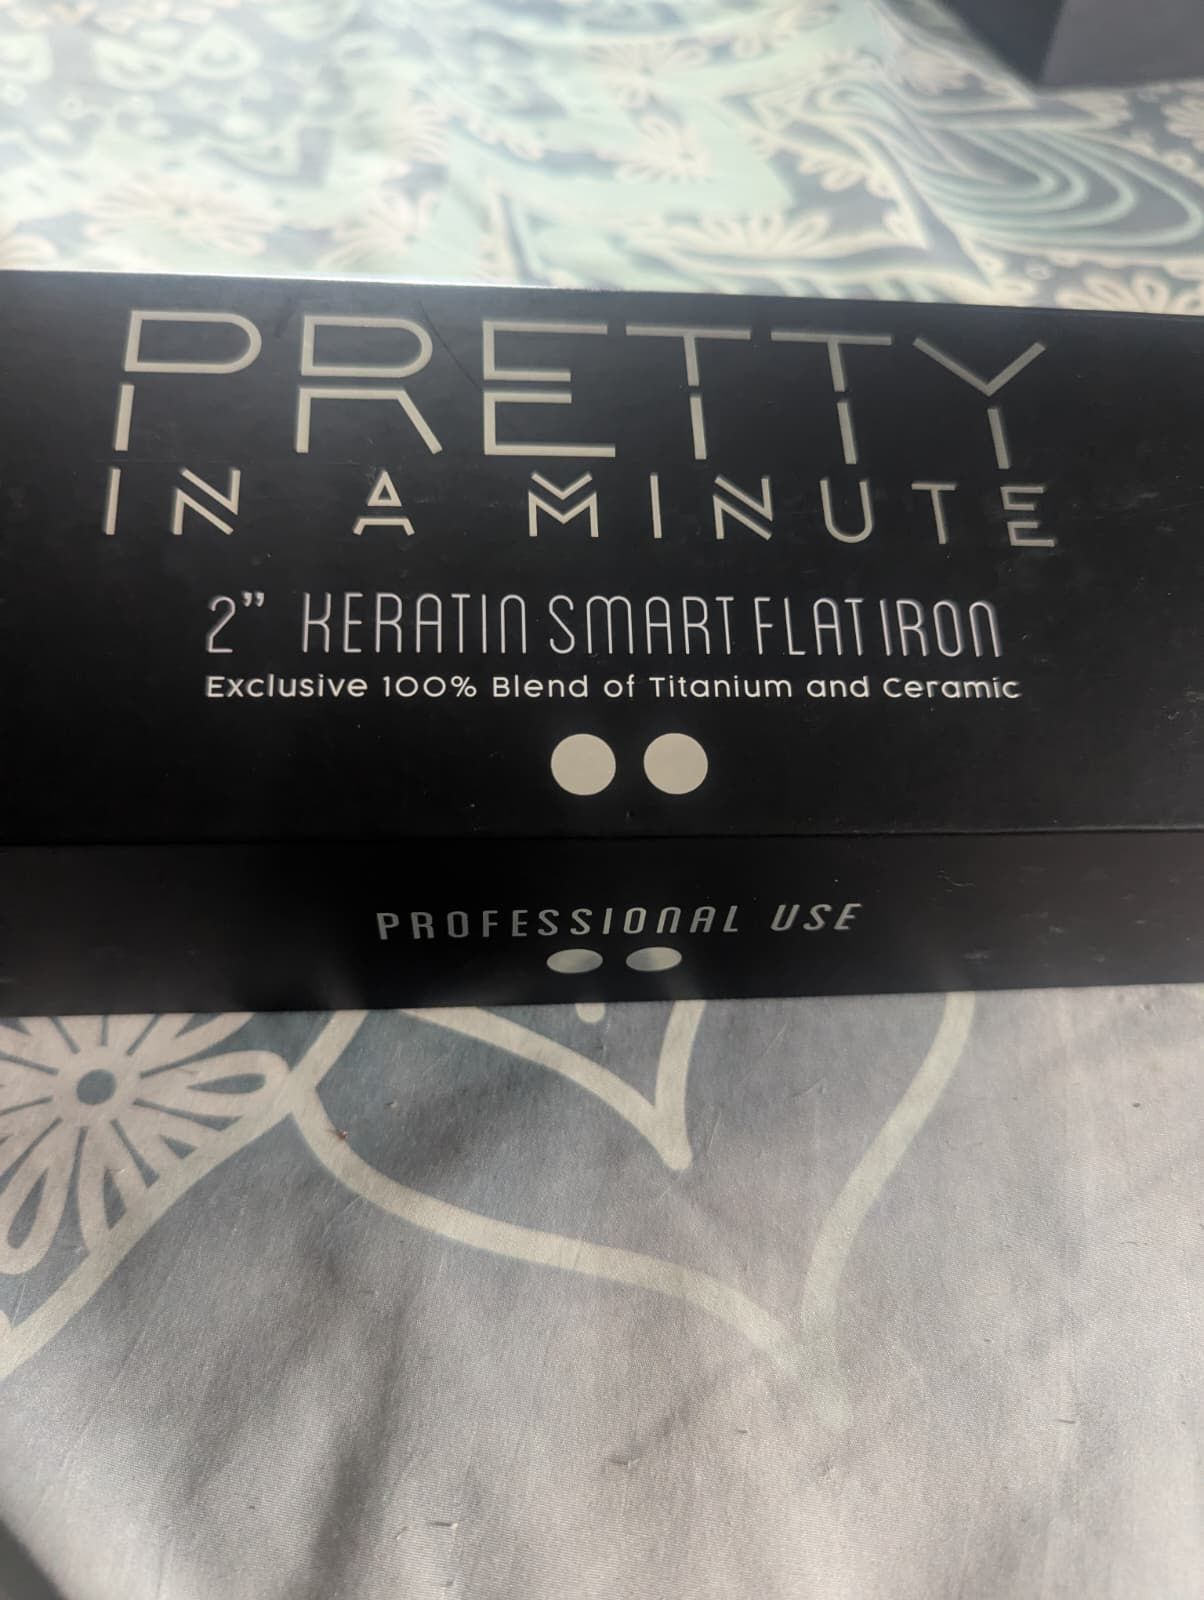 PRETTY
IN A MINUTE
2” KERATIN SMART FLAT IRON
Exclusive 100% Blend of Titanium and Ceramic
PROFESSIONAL USE